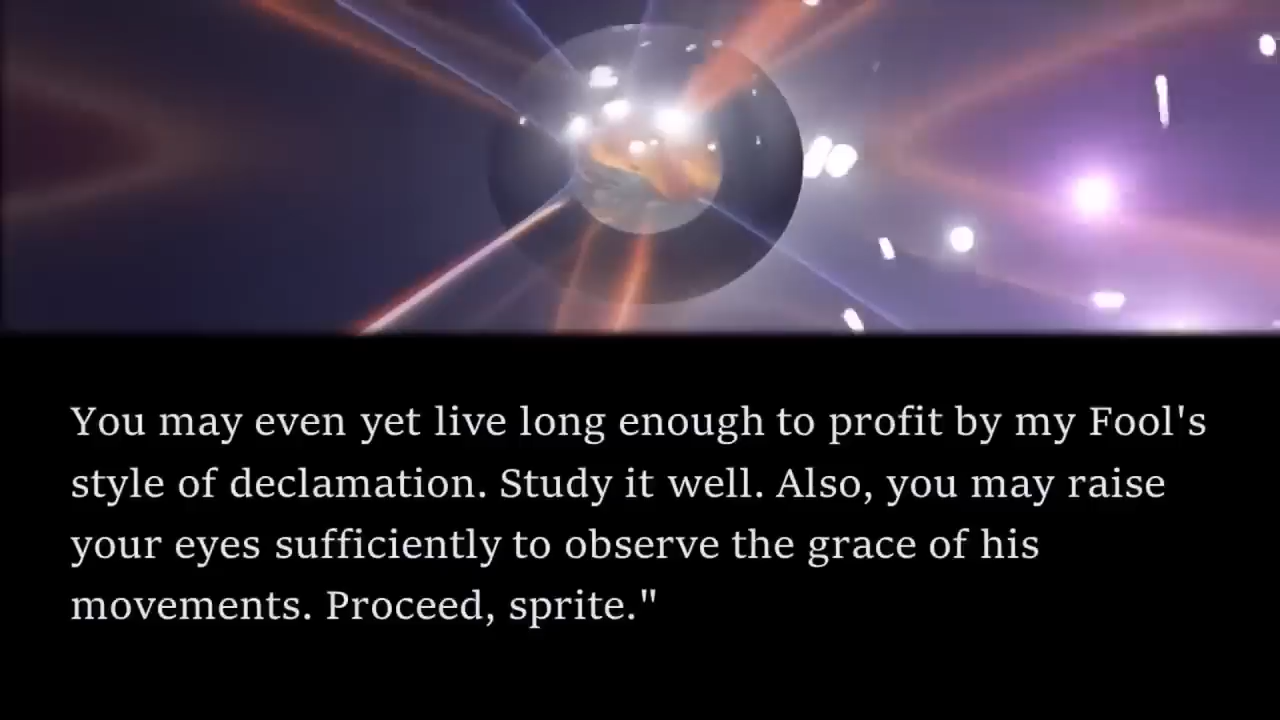 You may even yet live long enough to profit by my Fool's
style of declamation. Study it well. Also, you may raise
your eyes sufficiently to observe the grace of his
movements. Proceed, sprite."